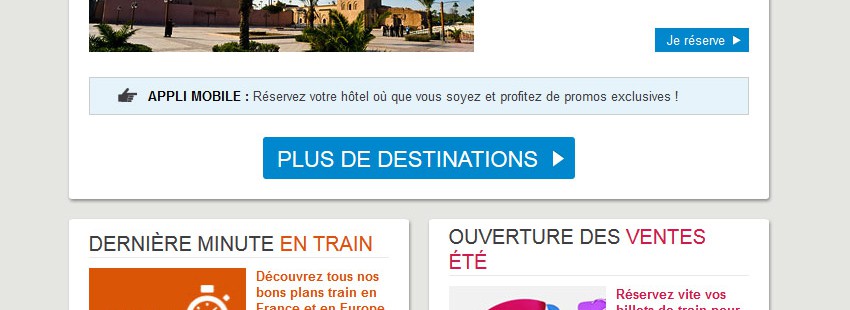 Je réserve
APPLI MOBILE : Réservez votre hôtel où que vous soyez et profitez de promos exclusives !
PLUS DE DESTINATIONS
DERNIÈRE MINUTE EN TRAIN
Découvrez tous nos
bons plans train en
France et en Europe
OUVERTURE DES VENTES
ÉTÉ
Réservez vite vos
billets de train pour